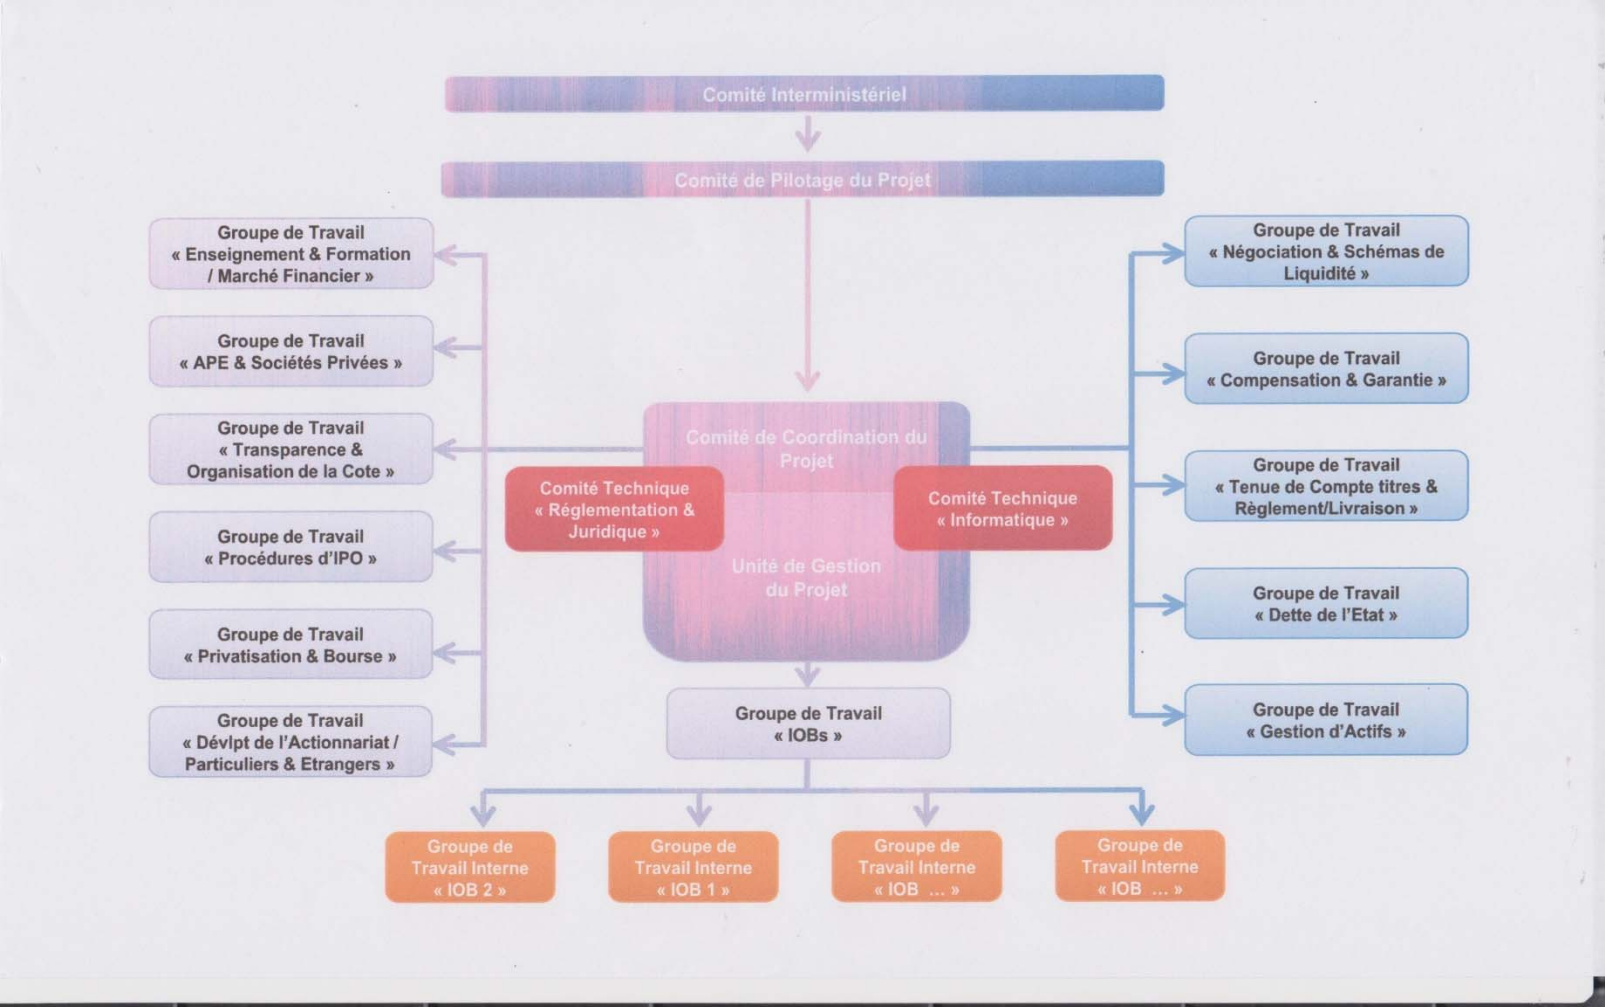 Comité Interministériel
Comité de Pilotage du Projet
Groupe de Travail
« Enseignement & Formation
/ Marché Financier »
Groupe de Travail
« APE & Sociétés Privées »
Groupe de Travail
« Transparence &
Organisation de la Cote »
Groupe de Travail
« Procédures d'IPO »
Groupe de Travail
« Privatisation & Bourse »
Groupe de Travail
« Dévlpt de l'Actionnariat /
Particuliers & Etrangers »
Comité de Coordination du
Projet
Comité Technique
« Réglementation &
Juridique »
Comité Technique
« Informatique »
Unité de Gestion
du Projet
Groupe de Travail
« Négociation & Schémas de
Liquidité »
Groupe de Travail
« Compensation & Garantie »
Groupe de Travail
« Tenue de Compte titres &
Règlement/Livraison »
Groupe de Travail
« Dette de l'Etat »
Groupe de Travail
« Gestion d'Actifs »
Groupe de Travail
« IOBs »
Groupe de
Travail Interne
« IOB 2 »
Groupe de
Travail Interne
« IOB 1 »
Groupe de
Travail Interne
« IOB ... »
Groupe de
Travail Interne
« IOB ... »